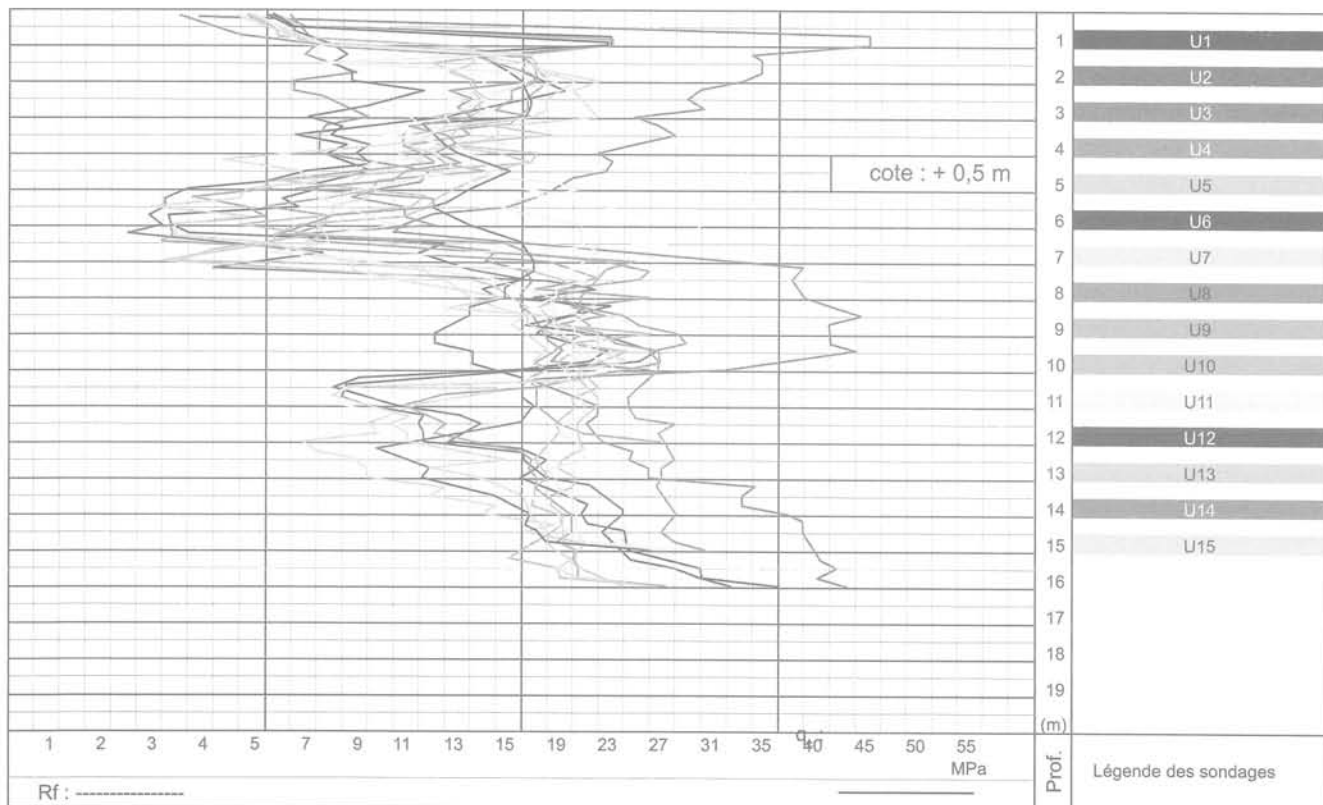 1 U1
2 U2
3 U3
4 U4
cote : + 0,5 m
5 U5
6 U6
7 U7
8 U8
9 U9
10 U10
11 U11
12 U12
13 U13
14 U14
15 U15
16
17
18
19
(m)
1 2 3 4 5 7 9 11 13 15 19 23 27 31 35 40 45 50 55
MPa
Prof.
Légende des sondages
Rf : ----------------